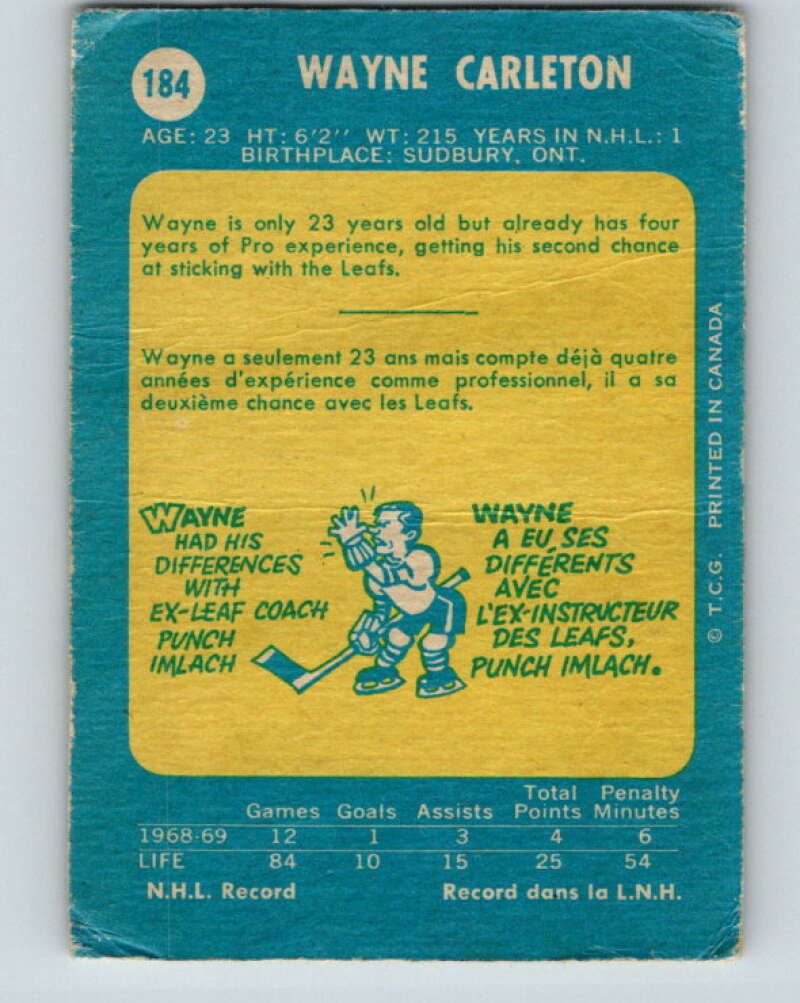 184
WAYNE CARLETON
AGE: 23 HT: 6'2'' WT: 215 YEARS IN N.H.L.: 1
BIRTHPLACE: SUDBURY, ONT.
Wayne is only 23 years old but already has four
years of Pro experience, getting his second chance
at sticking with the Leafs.
Wayne a seulement 23 ans mais compte déjà quatre
années d'expérience comme professionnel, il a sa
deuxième chance avec les Leafs.
WAYNE
HAD HIS
DIFFERENCES
WITH
EX-LEAF COACH
PUNCH
IMLACH
WAYNE
A EU SES
DIFFÉRENTS
AVEC
L'EX-INSTRUCTEUR
DES LEAFS,
PUNCH IMLACH.
© T.C.G. PRINTED IN CANADA
Total Penalty
Games Goals Assists Points Minutes
1968-69 12 1 3 4 6
LIFE 84 10 15 25 54
N.H.L. Record Record dans la L.N.H.